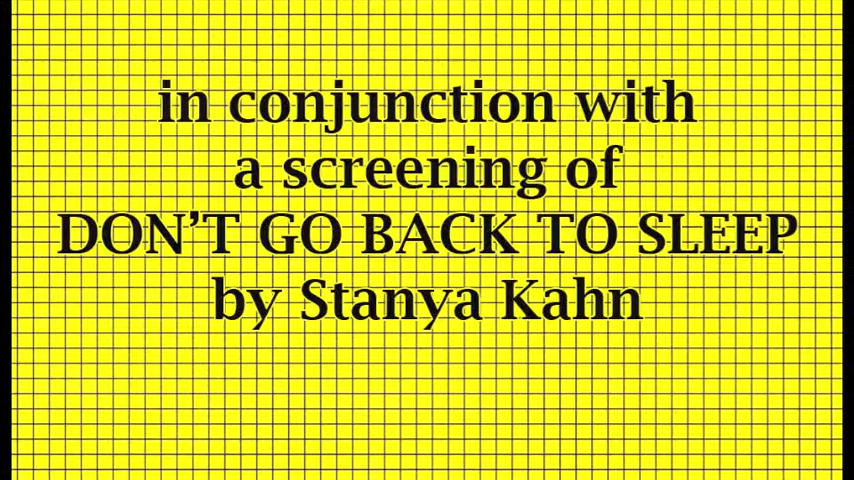 in conjunction with
a screening of
DON’T GO BACK TO SLEEP
by Stanya Kahn